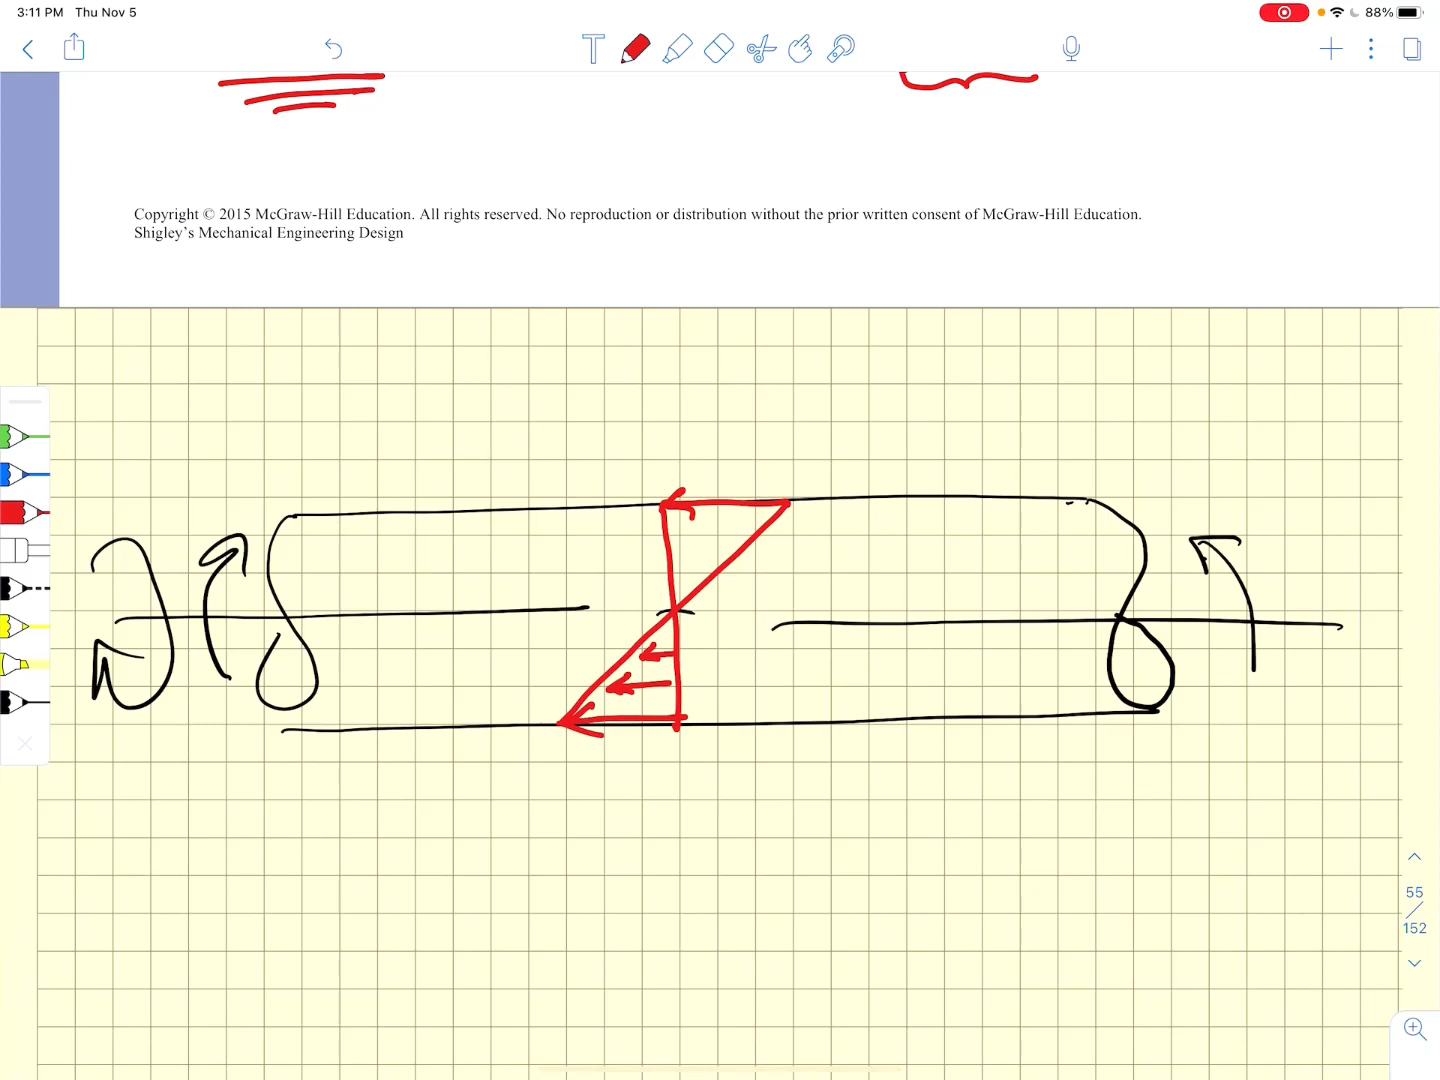 3:11 PM Thu Nov 5
88%
T
Copyright © 2015 McGraw-Hill Education. All rights reserved. No reproduction or distribution without the prior written consent of McGraw-Hill Education.
Shigley's Mechanical Engineering Design
55
/
152